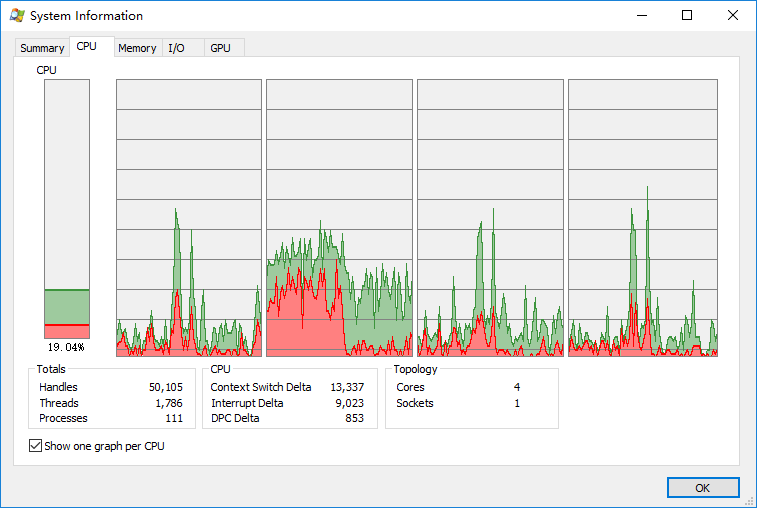 System Information
Summary CPU Memory I/O GPU
CPU
19.04%
Totals
Handles 50,105
Threads 1,786
Processes 111
CPU
Context Switch Delta 13,337
Interrupt Delta 9,023
DPC Delta 853
Topology
Cores 4
Sockets 1
Show one graph per CPU
OK